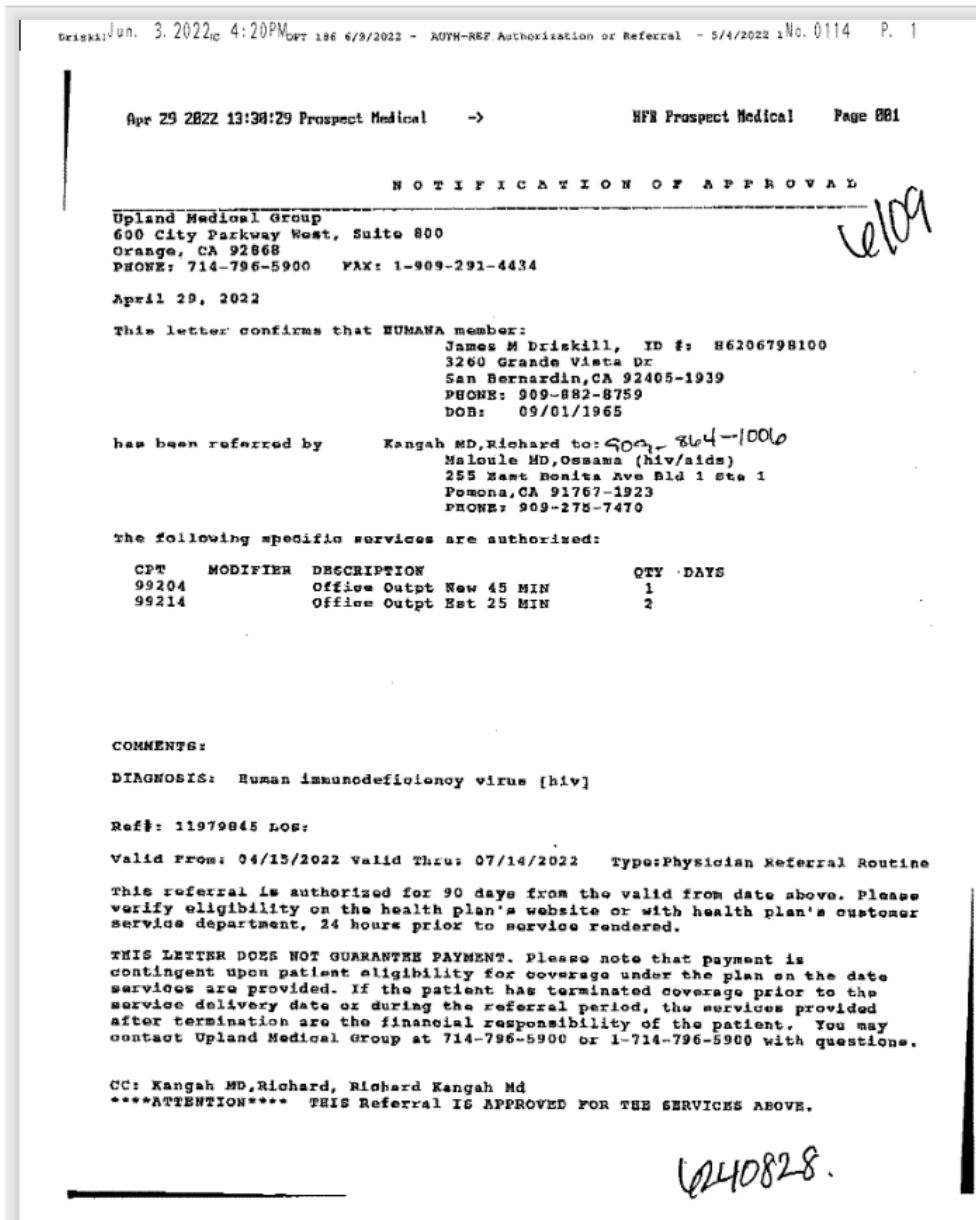 Driskil Jun. 3. 2022 IC 4:20PM OFT 186 6/9/2022 - AUTH-REF Authorization or Referral - 5/4/2022 1 No. 0114 P. 1
Apr 29 2022 13:30:29 Prospect Medical -> NFB Prospect Medical Page 001
NOTIFICATION OF APPROVAL
6/09
Upland Medical Group
600 City Parkway West, Suite 800
Orange, CA 92868
PHONE: 714-796-5900 FAX: 1-909-291-4434
April 29, 2022
This letter confirms that HUMANA member:
James M Driskill, ID #: H6206798100
3260 Grande Vista Dr
San Bernardin,CA 92405-1939
PHONE: 909-882-8759
DOB: 09/01/1965
has been referred by Kangah MD,Richard to: 909-864-1006
Maloule MD,Ossama (hiv/aids)
255 East Bonita Ave Bld 1 Ste 1
Pomona,CA 91767-1923
PHONE: 909-275-7470
The following specific services are authorized:
CPT MODIFIER DESCRIPTION QTY DAYS
99204 Office Outpt New 45 MIN 1
99214 Office Outpt Est 25 MIN 2
COMMENTS:
DIAGNOSIS: Human immunodeficiency virus [hiv]
Ref#: 11979845 LOS:
Valid From: 04/15/2022 Valid Thru: 07/14/2022 Type:Physician Referral Routine
This referral is authorized for 90 days from the valid from date above. Please
verify eligibility on the health plan's website or with health plan's customer
service department, 24 hours prior to service rendered.
THIS LETTER DOES NOT GUARANTEE PAYMENT. Please note that payment is
contingent upon patient eligibility for coverage under the plan on the date
services are provided. If the patient has terminated coverage prior to the
service delivery date or during the referral period, the services provided
after termination are the financial responsibility of the patient. You may
contact Upland Medical Group at 714-796-5900 or 1-714-796-5900 with questions.
CC: Kangah MD,Richard, Richard Kangah Md
****ATTENTION**** THIS Referral IS APPROVED FOR THE SERVICES ABOVE.
6240828.